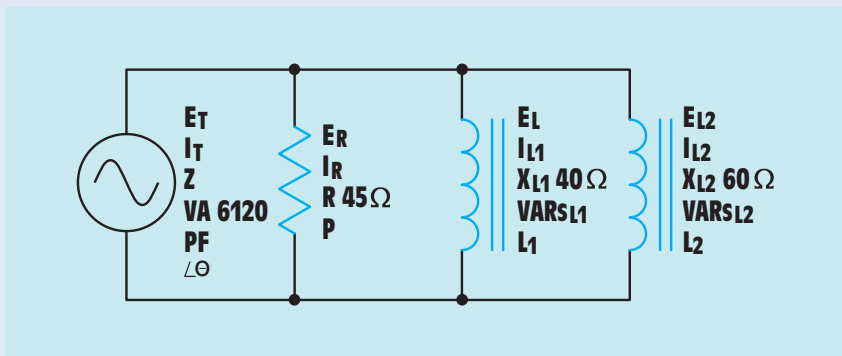 ET
IT
Z
VA 6120
PF
∠Θ
ER
IR
R 45Ω
P
EL
IL1
XL1 40Ω
VARSL1
L1
EL2
IL2
XL2 60Ω
VARSL2
L2